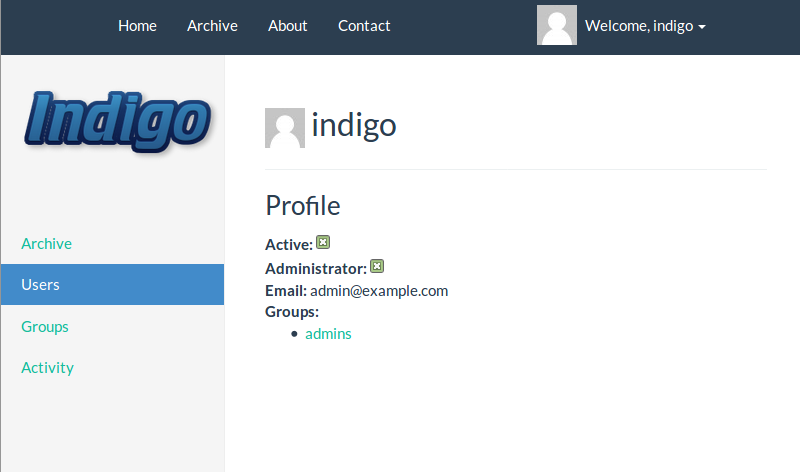 Home Archive About Contact Welcome, indigo
Indigo
Archive
Users
Groups
Activity
indigo
Profile
Active:
Administrator:
Email: admin@example.com
Groups:
• admins